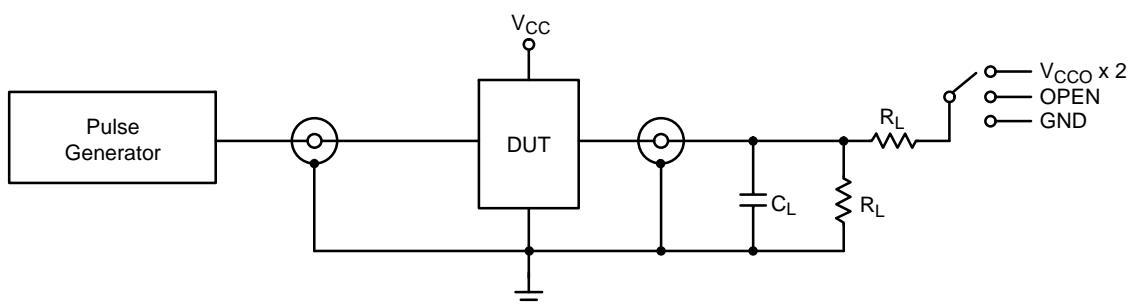 V_CC
Pulse
Generator
DUT
C_L
R_L
R_L
V_CCO x 2
OPEN
GND